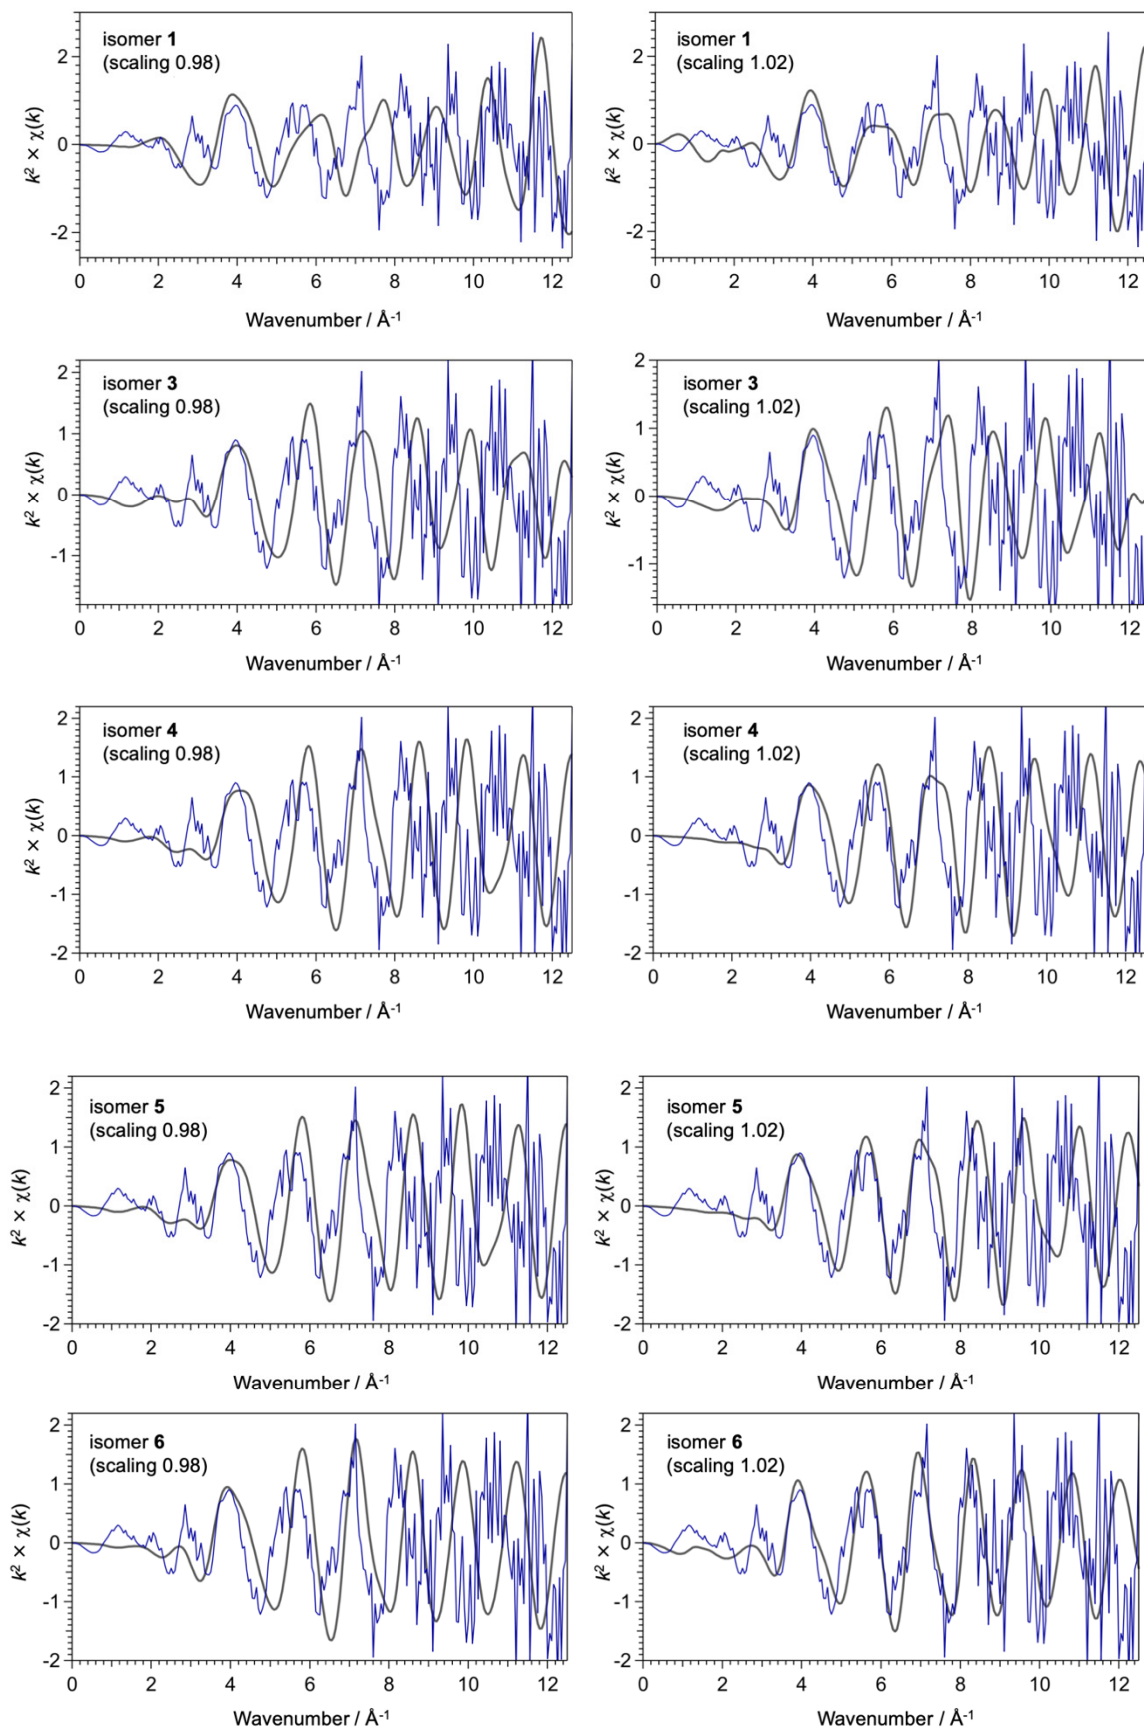 isomer 1
(scaling 0.98)
k² × χ(k)
2
0
-2
0 2 4 6 8 10 12
Wavenumber / Å⁻¹
isomer 1
(scaling 1.02)
2
0
-2
0 2 4 6 8 10 12
Wavenumber / Å⁻¹
isomer 3
(scaling 0.98)
k² × χ(k)
2
1
0
-1
0 2 4 6 8 10 12
Wavenumber / Å⁻¹
isomer 3
(scaling 1.02)
2
1
0
-1
0 2 4 6 8 10 12
Wavenumber / Å⁻¹
isomer 4
(scaling 0.98)
k² × χ(k)
2
1
0
-1
-2
0 2 4 6 8 10 12
Wavenumber / Å⁻¹
isomer 4
(scaling 1.02)
2
1
0
-1
-2
0 2 4 6 8 10 12
Wavenumber / Å⁻¹
isomer 5
(scaling 0.98)
k² × χ(k)
2
1
0
-1
-2
0 2 4 6 8 10 12
Wavenumber / Å⁻¹
isomer 5
(scaling 1.02)
k² × χ(k)
2
1
0
-1
-2
0 2 4 6 8 10 12
Wavenumber / Å⁻¹
isomer 6
(scaling 0.98)
k² × χ(k)
2
1
0
-1
-2
0 2 4 6 8 10 12
Wavenumber / Å⁻¹
isomer 6
(scaling 1.02)
k² × χ(k)
2
1
0
-1
-2
0 2 4 6 8 10 12
Wavenumber / Å⁻¹